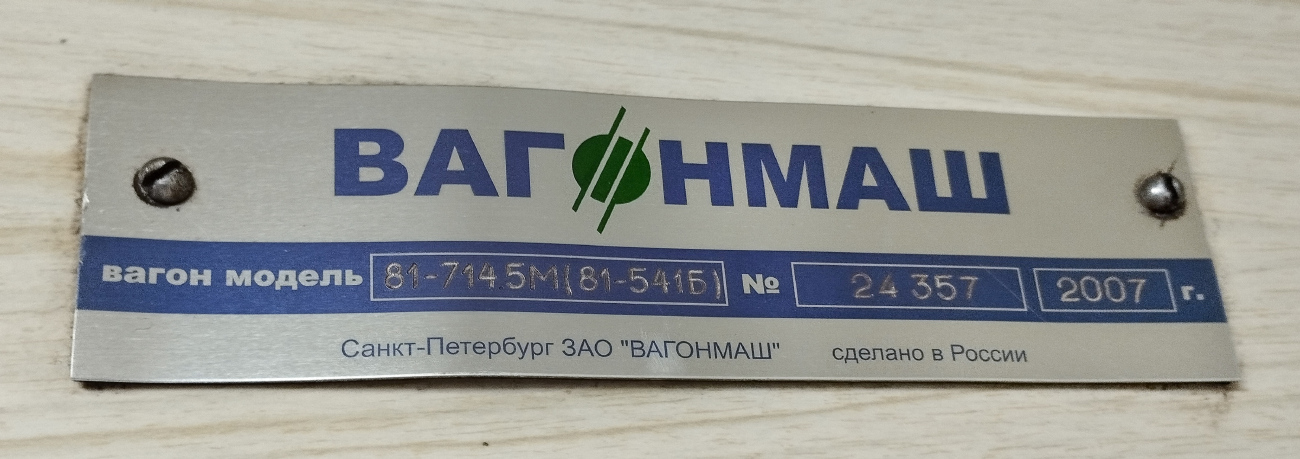 ВАГОНМАШ
вагон модель 81-714.5М(81-541Б) № 24 357 2007 г.
Санкт-Петербург ЗАО "ВАГОНМАШ" сделано в России